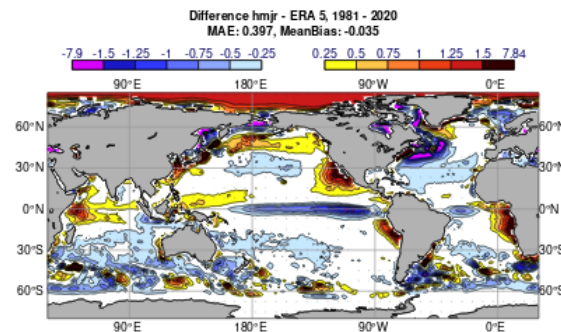 Difference hmjr - ERA 5, 1981 - 2020
MAE: 0.397, MeanBias: -0.035
-7.9 -1.5 -1.25 -1 -0.75 -0.5 -0.25 0.25 0.5 0.75 1 1.25 1.5 7.84
90°E 180°E 90°W 0°E
60°N 60°N
30°N 30°N
0°N 0°N
30°S 30°S
60°S 60°S
90°E 180°E 90°W 0°E